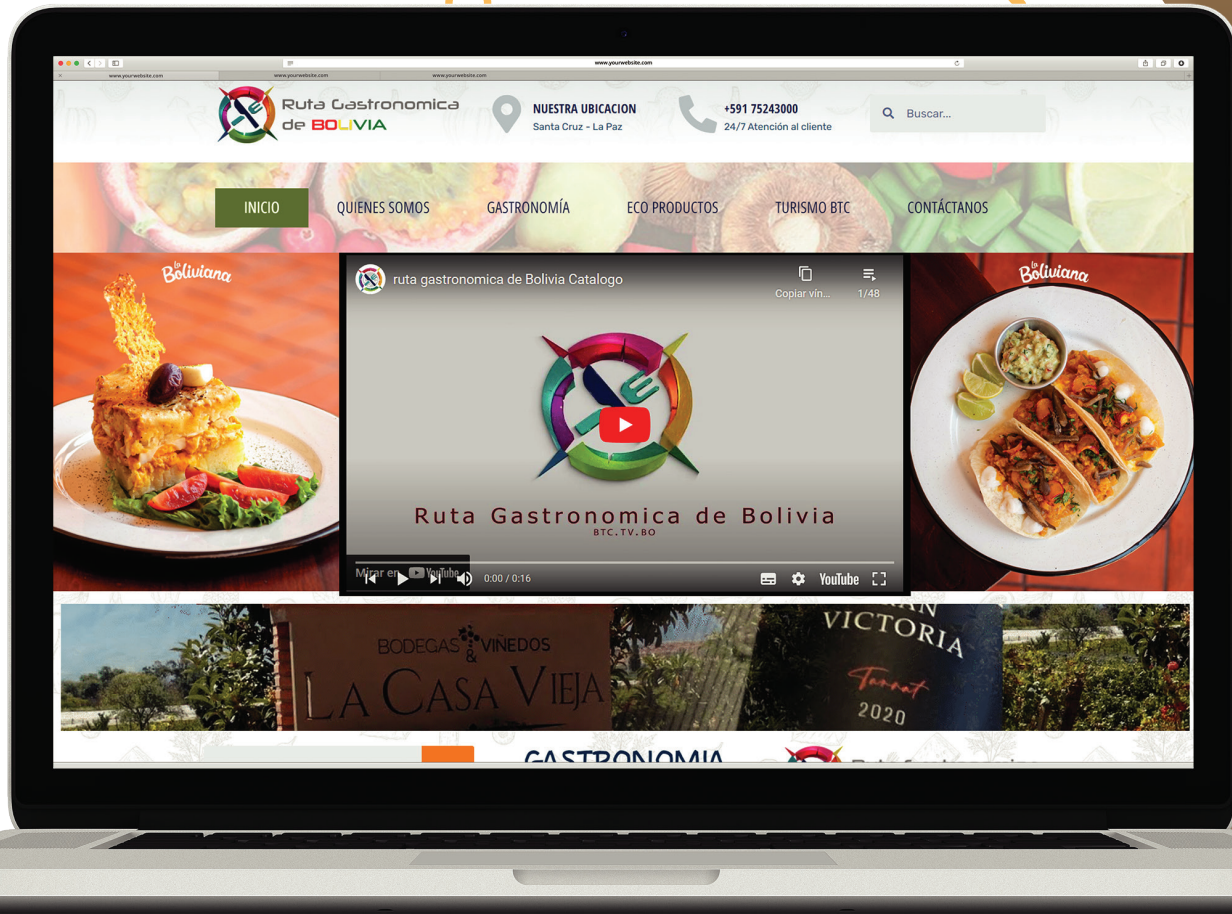 www.yourwebsite.com
www.yourwebsite.com
www.yourwebsite.com
www.yourwebsite.com
Ruta Gastronomica
de BOLIVIA
NUESTRA UBICACION
Santa Cruz - La Paz
+591 75243000
24/7 Atención al cliente
Buscar...
INICIO
QUIENES SOMOS
GASTRONOMÍA
ECO PRODUCTOS
TURISMO BTC
CONTÁCTANOS
la
Boliviana
ruta gastronomica de Bolivia Catalogo
Copiar vín...
1/48
Ruta Gastronomica de Bolivia
BTC.TV.BO
Mirar en YouTube
0:00 / 0:16
YouTube
la
Boliviana
BODEGAS & VIÑEDOS
LA CASA VIEJA
VICTORIA
Tannat
2020
GASTRONOMIA